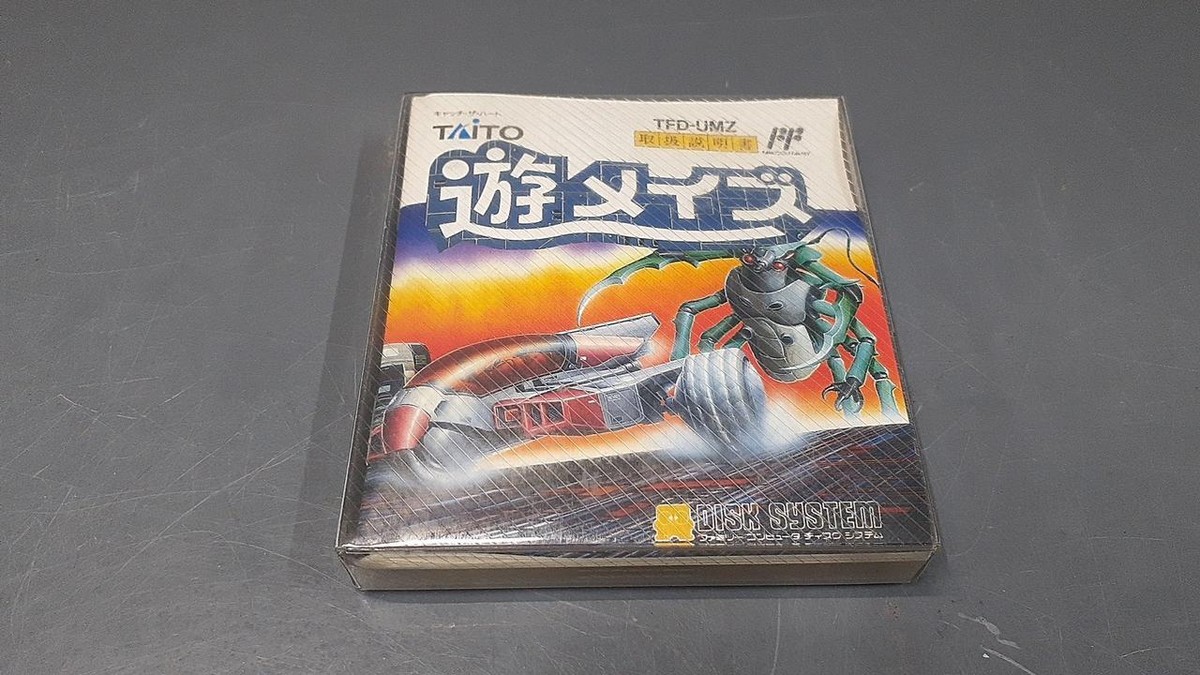 キャッチ・ザ・ハート
TAITO
TFD-UMZ
取扱説明書
遊メイズ
DISK SYSTEM
ファミリーコンピュータ ディスク システム